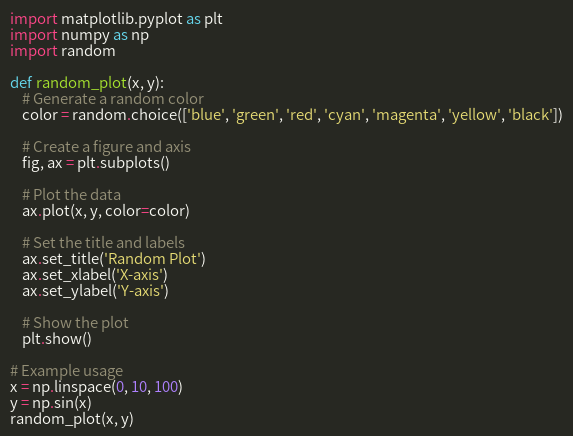 import matplotlib.pyplot as plt
import numpy as np
import random

def random_plot(x, y):
    # Generate a random color
    color = random.choice(['blue', 'green', 'red', 'cyan', 'magenta', 'yellow', 'black'])

    # Create a figure and axis
    fig, ax = plt.subplots()

    # Plot the data
    ax.plot(x, y, color=color)

    # Set the title and labels
    ax.set_title('Random Plot')
    ax.set_xlabel('X-axis')
    ax.set_ylabel('Y-axis')

    # Show the plot
    plt.show()

# Example usage
x = np.linspace(0, 10, 100)
y = np.sin(x)
random_plot(x, y)